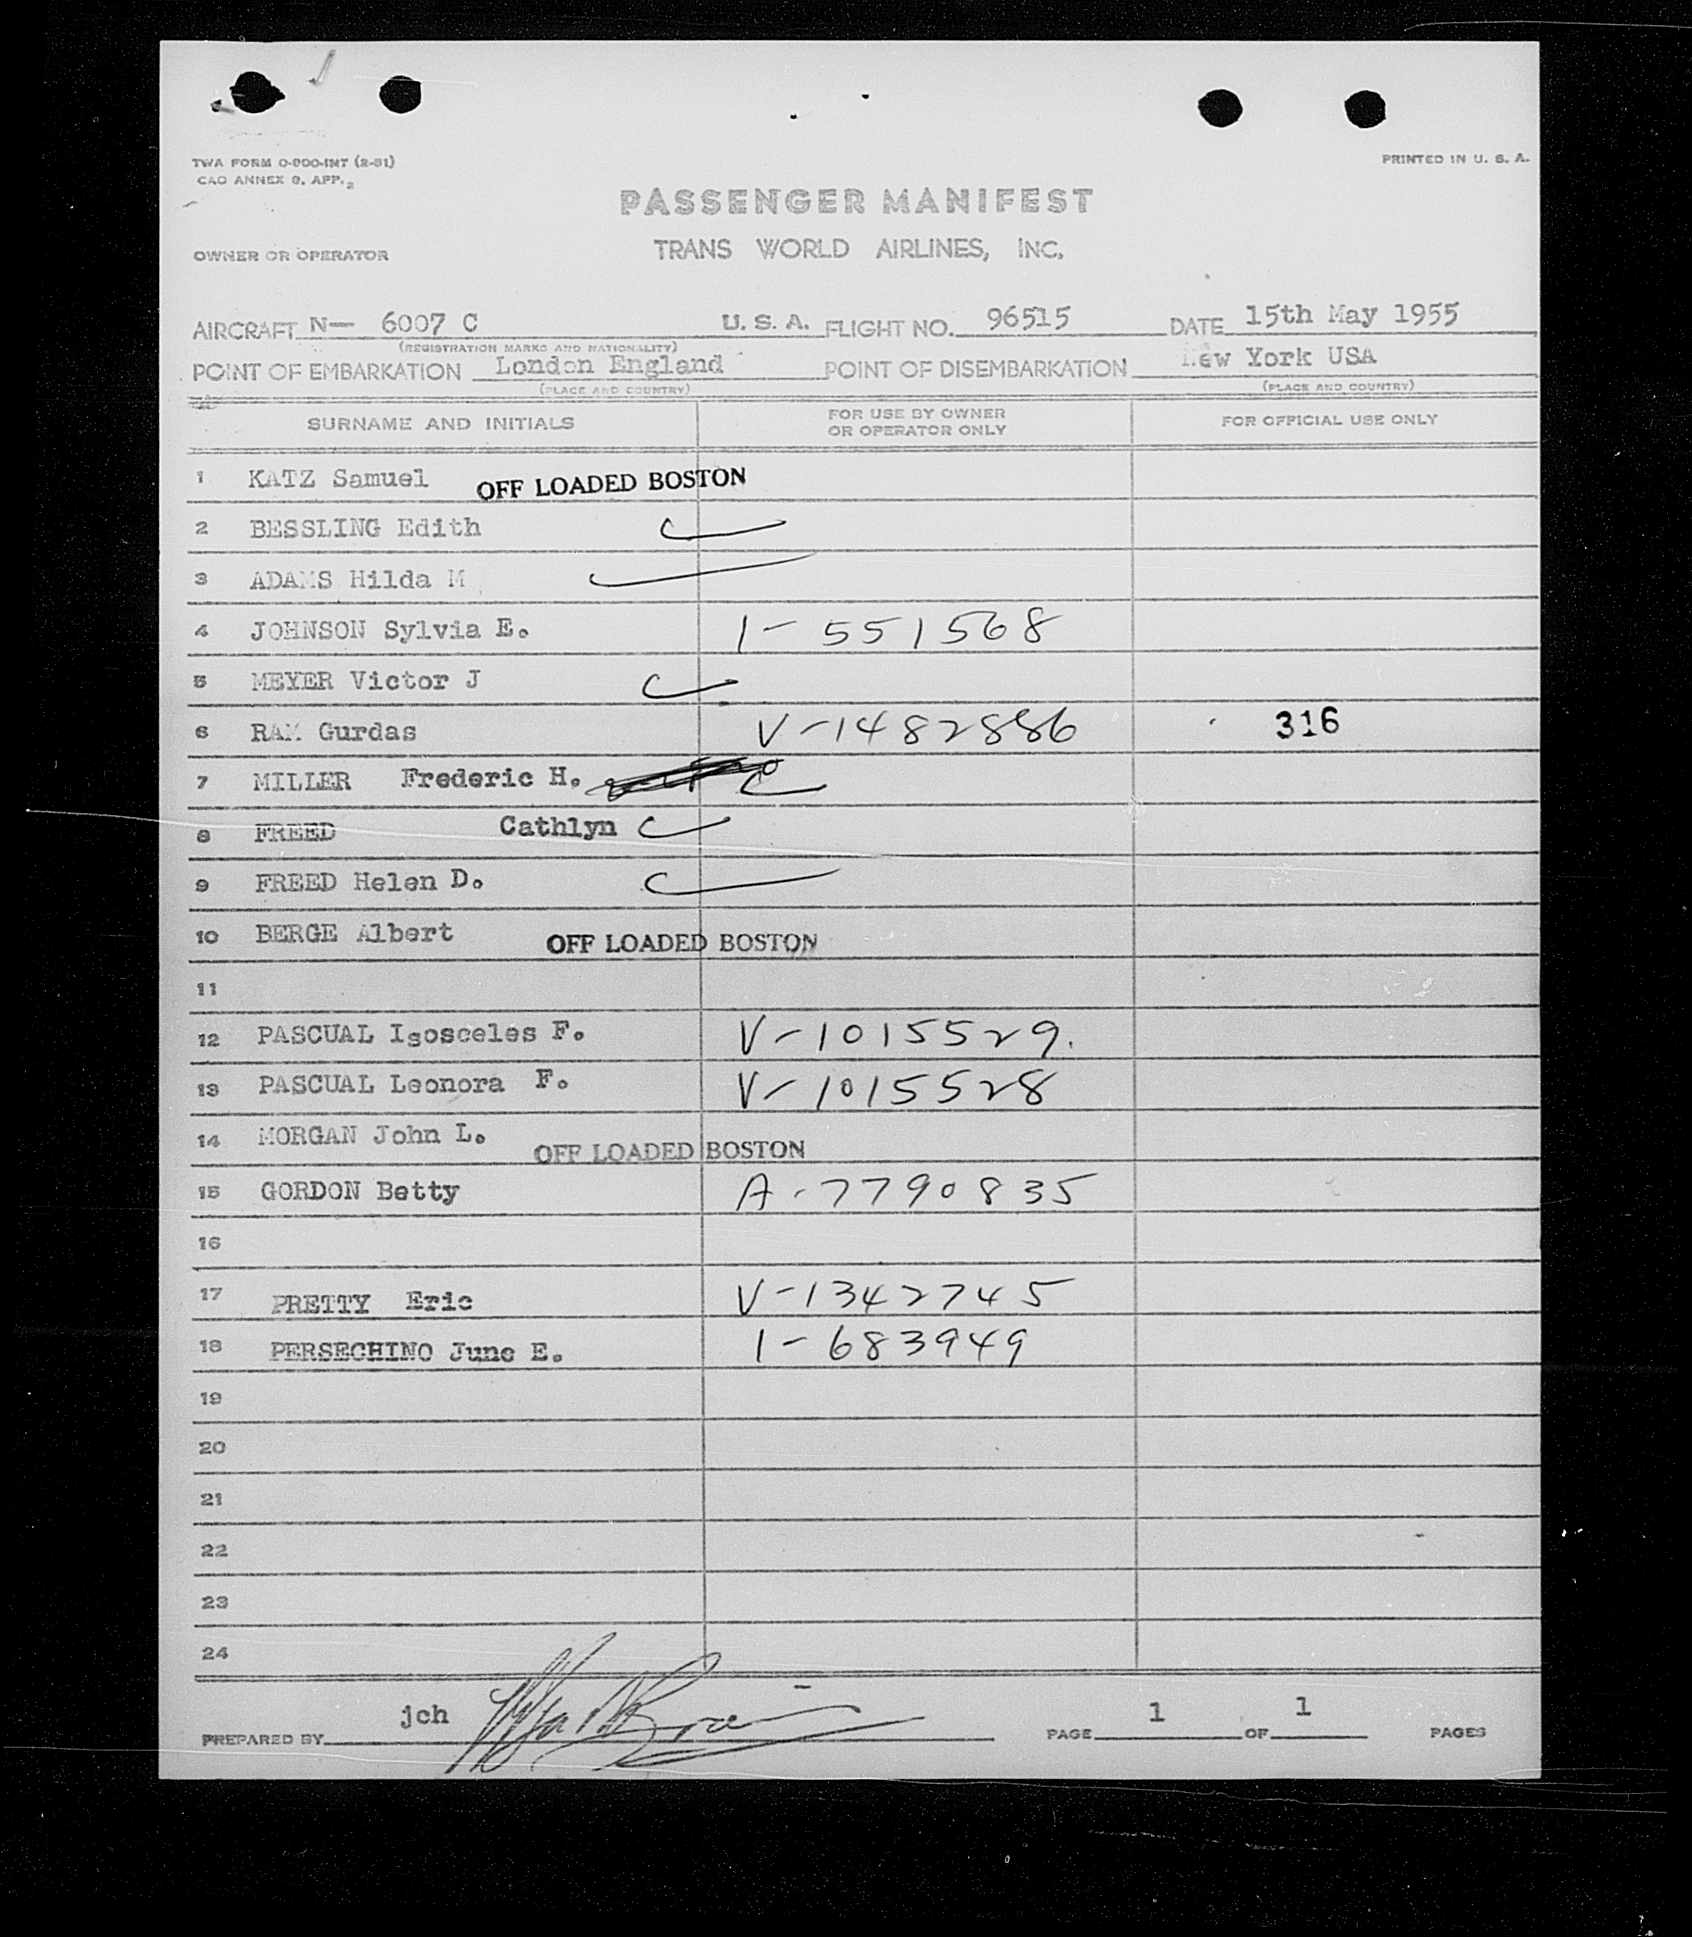 TWA FORM O-800-INT (2-51)
CAO ANNEX 9, APP. 2
PRINTED IN U. S. A.
PASSENGER MANIFEST
OWNER OR OPERATOR
TRANS WORLD AIRLINES, INC.
AIRCRAFT N— 6007 C U. S. A. FLIGHT NO. 96515 DATE 15th May 1955
(REGISTRATION MARKS AND NATIONALITY)
POINT OF EMBARKATION London England POINT OF DISEMBARKATION New York USA
(PLACE AND COUNTRY) (PLACE AND COUNTRY)
SURNAME AND INITIALS FOR USE BY OWNER OR OPERATOR ONLY FOR OFFICIAL USE ONLY
1 KATZ Samuel OFF LOADED BOSTON
2 BESSLING Edith
3 ADAMS Hilda M
4 JOHNSON Sylvia E. 1-551568
5 MEYER Victor J
6 RAM Gurdas V-1482886 316
7 MILLER Frederic H.
8 FREED Cathlyn
9 FREED Helen D.
10 BERGE Albert OFF LOADED BOSTON
11
12 PASCUAL Isosceles F. V-1015529.
13 PASCUAL Leonora F. V-1015528
14 MORGAN John L. OFF LOADED BOSTON
15 GORDON Betty A-7790835
16
17 PRETTY Eric V-1342745
18 PERSECHINO June E. 1-683949
19
20
21
22
23
24
PREPARED BY jch PAGE 1 OF 1 PAGES